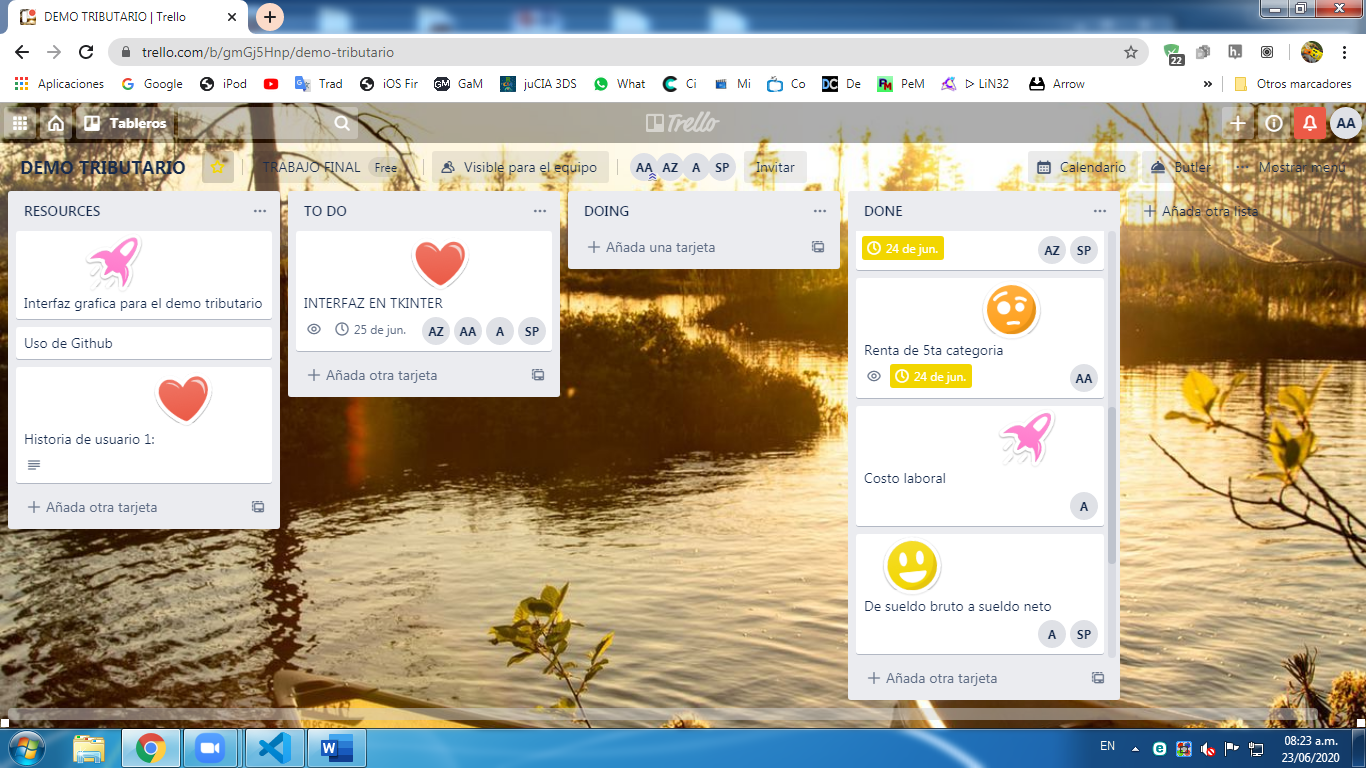 DEMO TRIBUTARIO | Trello
trello.com/b/gmGj5Hnp/demo-tributario
22
h.
Aplicaciones
Google
iPod
Trad
iOS Fir
GM
GaM
juCIA 3DS
What
Ci
Mi
Co
DC
De
PeM
▷ LiN32
Arrow
»
Otros marcadores
Tableros
Trello
AA
DEMO TRIBUTARIO
TRABAJO FINAL
Free
Visible para el equipo
AA AZ A SP
Invitar
Calendario
Butler
Mostrar menú
RESOURCES
Interfaz grafica para el demo tributario
Uso de Github
Historia de usuario 1:
Añada otra tarjeta
TO DO
INTERFAZ EN TKINTER
25 de jun.
AZ AA A SP
Añada otra tarjeta
DOING
Añada una tarjeta
DONE
24 de jun.
AZ SP
Renta de 5ta categoria
24 de jun.
AA
Costo laboral
A
De sueldo bruto a sueldo neto
A SP
Añada otra tarjeta
Añada otra lista
EN
08:23 a.m.
23/06/2020